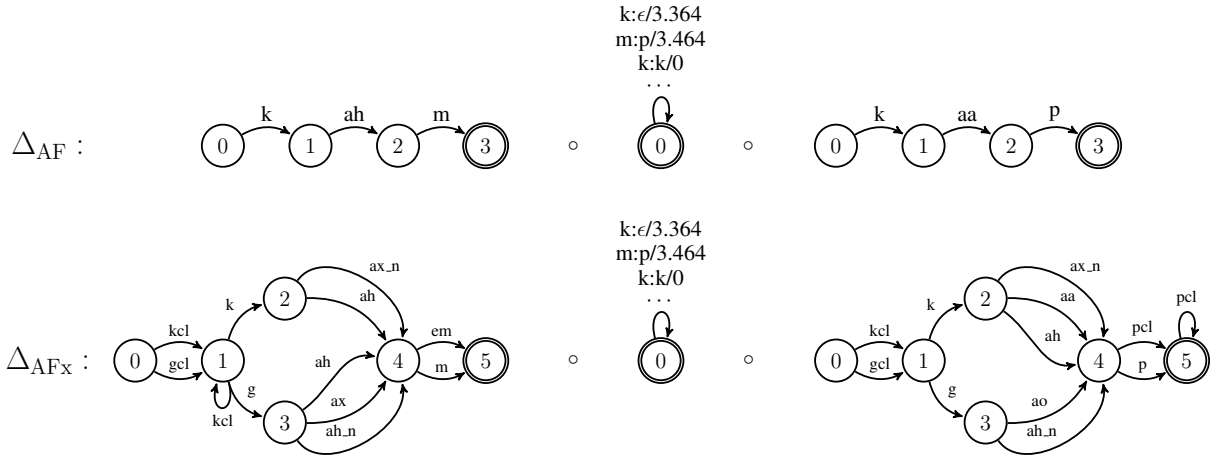 k:ϵ/3.364
m:p/3.464
k:k/0
...
Δ_AF : 0 k 1 ah 2 m 3 ∘ 0 ∘ 0 k 1 aa 2 p 3
k:ϵ/3.364
m:p/3.464
k:k/0
...
Δ_AFx : 0 kcl gcl 1 kcl k g 2 3 ax_n ah ah ax ah_n 4 em m 5 ∘ 0 ∘ 0 kcl gcl 1 k g 2 3 ax_n aa ah ao ah_n 4 pcl p 5 pcl